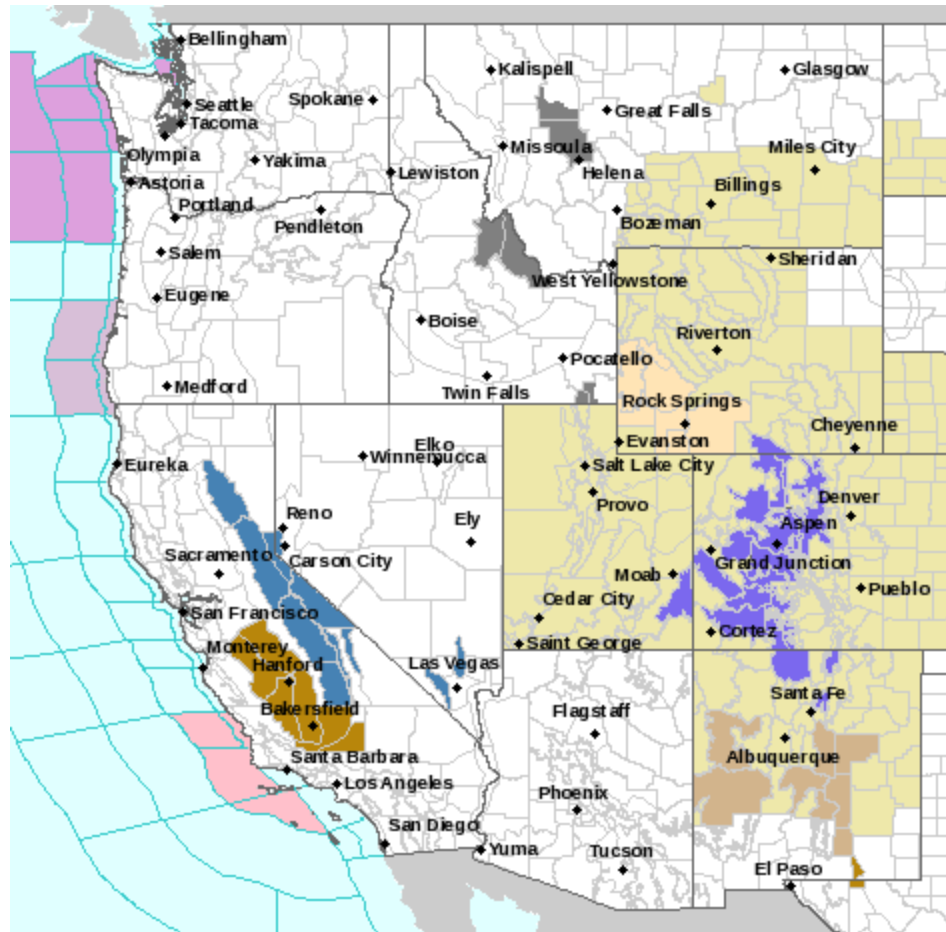 Bellingham
Kalispell
Glasgow
Spokane
Seattle
Great Falls
Tacoma
Olympia
Yakima
Missoula
Miles City
Lewiston
Helena
Astoria
Billings
Portland
Pendleton
Bozeman
Salem
Sheridan
West Yellowstone
Eugene
Boise
Riverton
Pocatello
Medford
Twin Falls
Rock Springs
Cheyenne
Elko
Winnemucca
Evanston
Eureka
Salt Lake City
Provo
Denver
Reno
Ely
Aspen
Sacramento
Carson City
Grand Junction
Moab
Pueblo
San Francisco
Cedar City
Cortez
Monterey
Saint George
Hanford
Las Vegas
Santa Fe
Bakersfield
Flagstaff
Albuquerque
Santa Barbara
Los Angeles
Phoenix
San Diego
Yuma
Tucson
El Paso